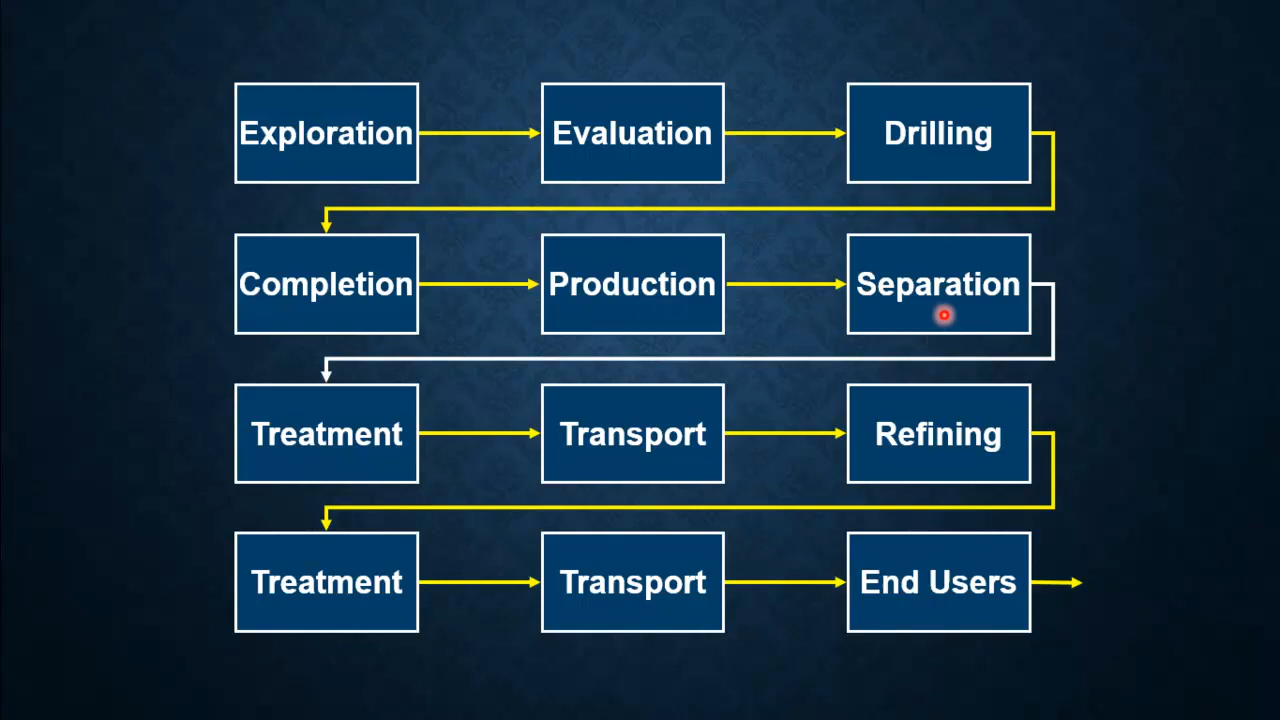 Exploration
Evaluation
Drilling
Completion
Production
Separation
Treatment
Transport
Refining
Treatment
Transport
End Users